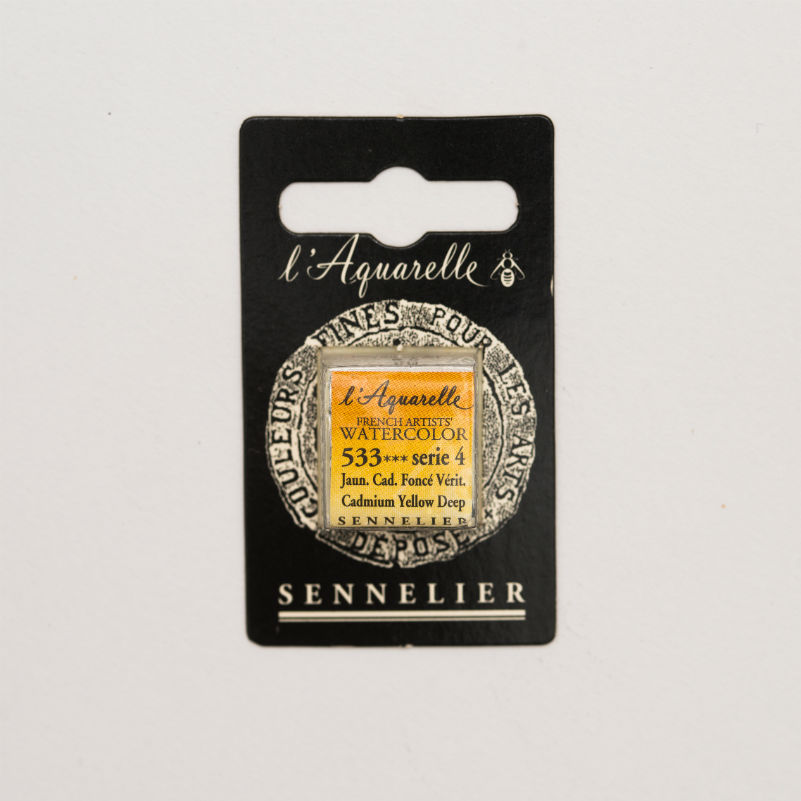 l'Aquarelle
COULEURS FINES POUR LES ARTS
DÉPOSÉ
l'Aquarelle
FRENCH ARTISTS'
WATERCOLOR
533*** serie 4
Jaun. Cad. Foncé Vérit.
Cadmium Yellow Deep
SENNELIER
SENNELIER